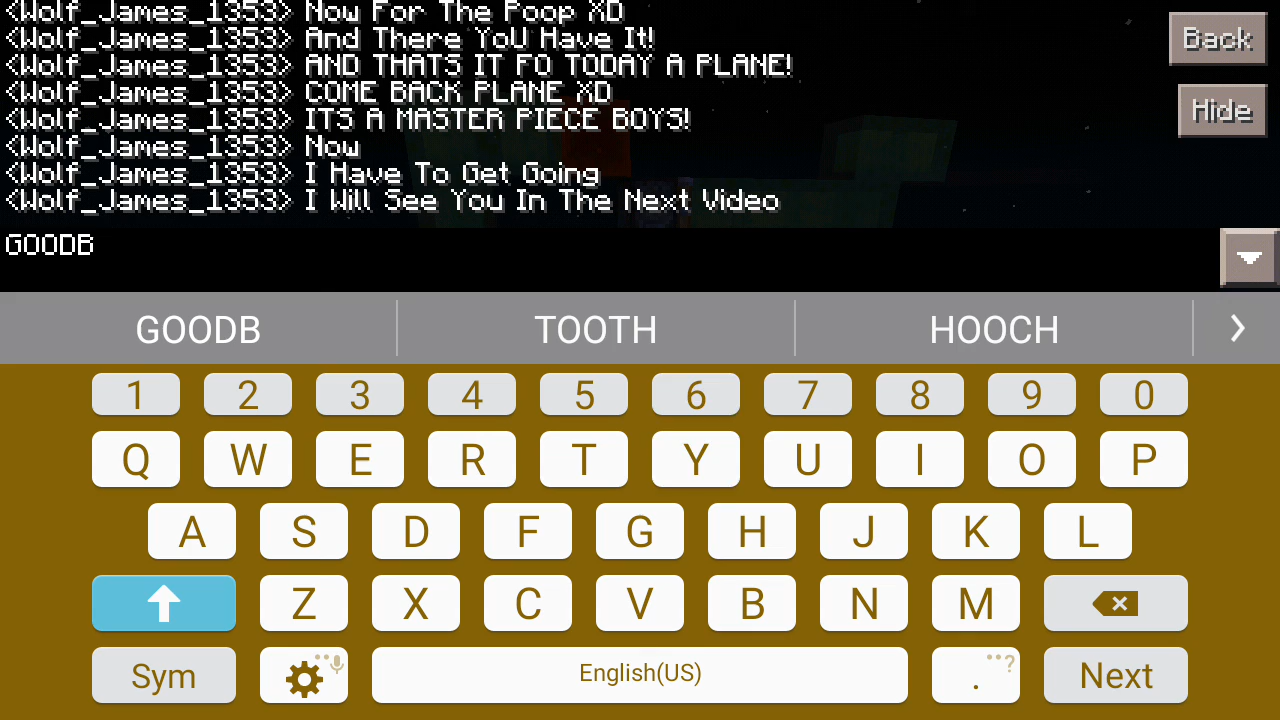 <Wolf_James_1353> Now For The Poop XD
<Wolf_James_1353> And There YoU Have It!
<Wolf_James_1353> AND THATS IT FO TODAY A PLANE!
<Wolf_James_1353> COME BACK PLANE XD
<Wolf_James_1353> ITS A MASTER PIECE BOYS!
<Wolf_James_1353> Now
<Wolf_James_1353> I Have To Get Going
<Wolf_James_1353> I Will See You In The Next Video
Back
Hide
GOODB
GOODB TOOTH HOOCH
1 2 3 4 5 6 7 8 9 0
Q W E R T Y U I O P
A S D F G H J K L
Z X C V B N M
Sym English(US) . ? Next